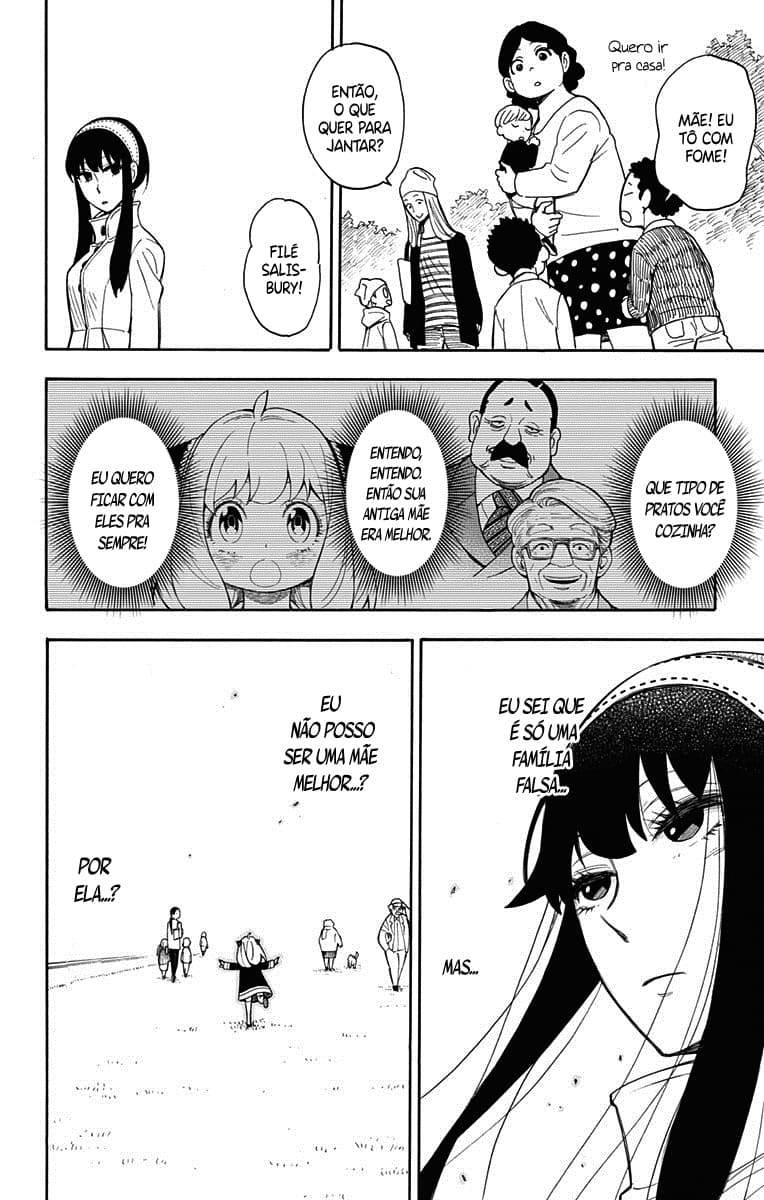 MÃE! EU
TÔ COM
FOME!
Quero ir
pra casa!
ENTÃO,
O QUE
QUER PARA
JANTAR?
FILÉ
SALIS-
BURY!
QUE TIPO DE
PRATOS VOCÊ
COZINHA?
ENTENDO,
ENTENDO.
ENTÃO SUA
ANTIGA MÃE
ERA MELHOR.
EU QUERO
FICAR COM
ELES PRA
SEMPRE!
EU SEI QUE
É SÓ UMA
FAMÍLIA
FALSA...
MAS...
EU
NÃO POSSO
SER UMA MÃE
MELHOR...?
POR
ELA...?